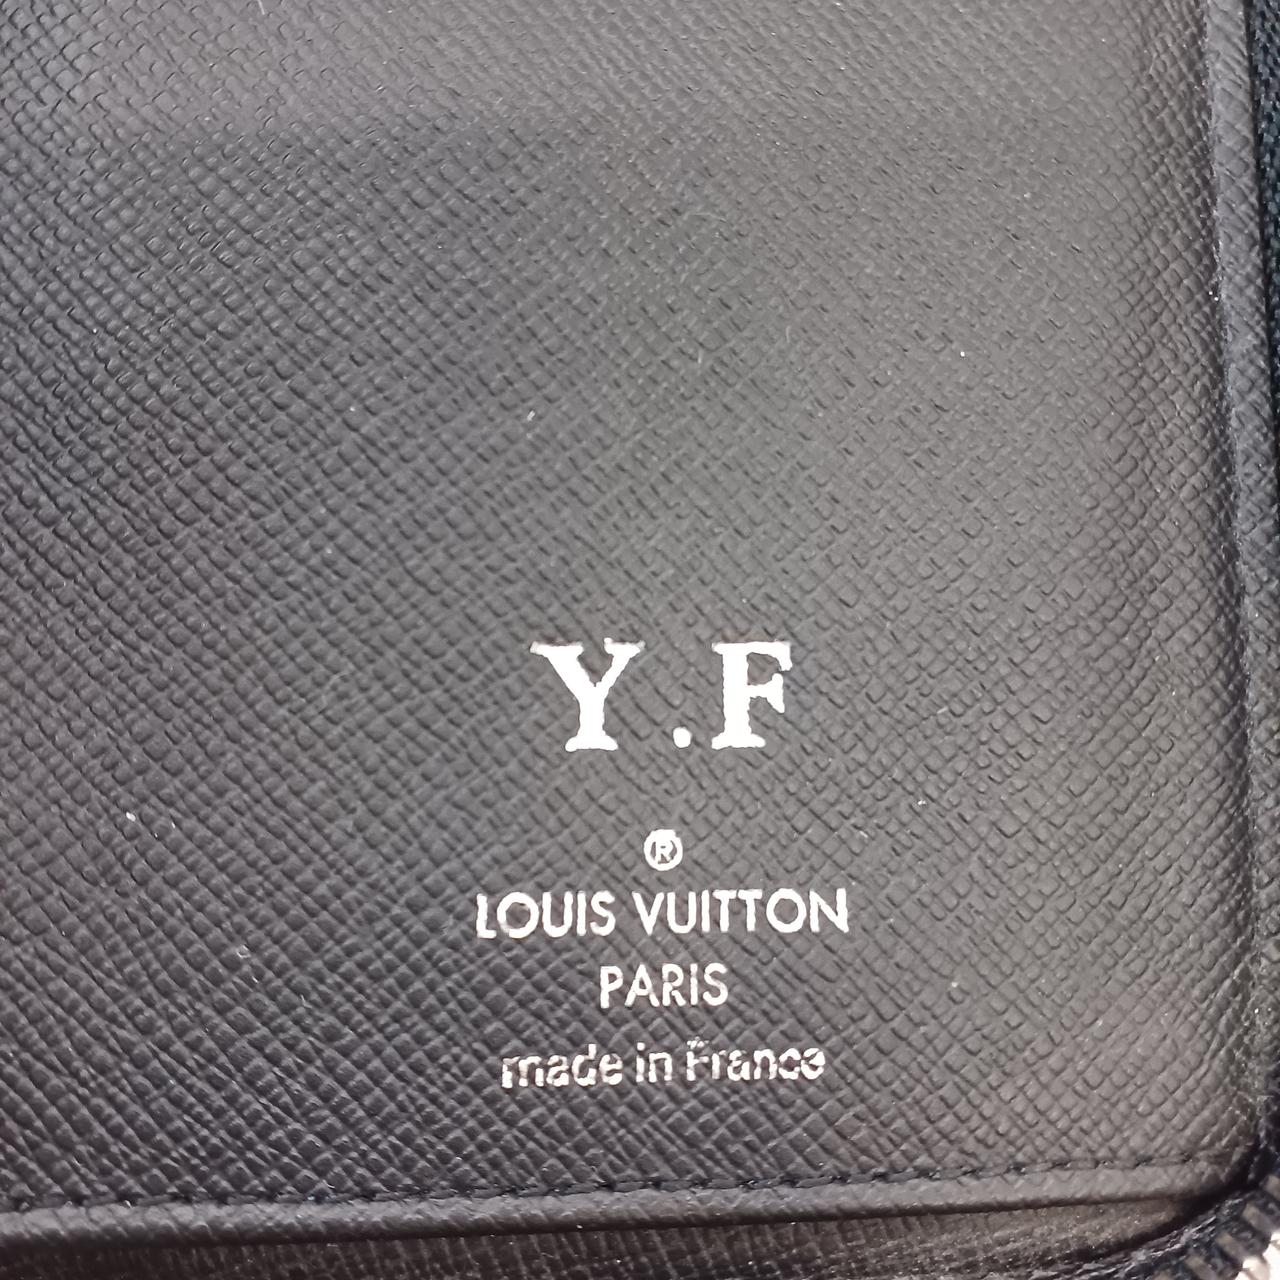 Y.F
®
LOUIS VUITTON
PARIS
made in France